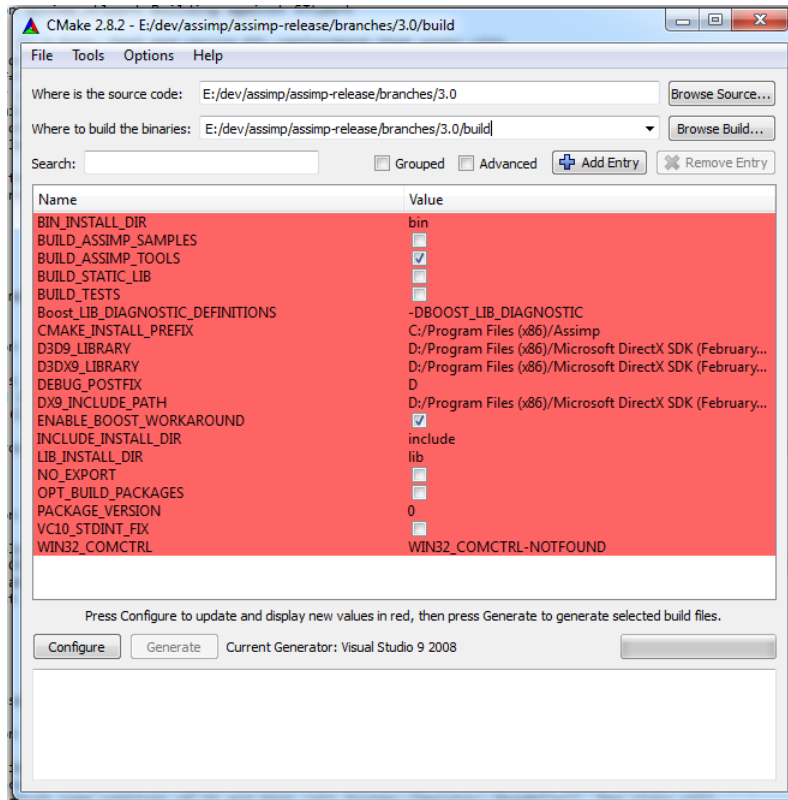 CMake 2.8.2 - E:/dev/assimp/assimp-release/branches/3.0/build
File Tools Options Help
Where is the source code: E:/dev/assimp/assimp-release/branches/3.0 Browse Source...
Where to build the binaries: E:/dev/assimp/assimp-release/branches/3.0/build Browse Build...
Search: Grouped Advanced Add Entry Remove Entry
Name Value
BIN_INSTALL_DIR bin
BUILD_ASSIMP_SAMPLES
BUILD_ASSIMP_TOOLS
BUILD_STATIC_LIB
BUILD_TESTS
Boost_LIB_DIAGNOSTIC_DEFINITIONS -DBOOST_LIB_DIAGNOSTIC
CMAKE_INSTALL_PREFIX C:/Program Files (x86)/Assimp
D3D9_LIBRARY D:/Program Files (x86)/Microsoft DirectX SDK (February...
D3DX9_LIBRARY D:/Program Files (x86)/Microsoft DirectX SDK (February...
DEBUG_POSTFIX D
DX9_INCLUDE_PATH D:/Program Files (x86)/Microsoft DirectX SDK (February...
ENABLE_BOOST_WORKAROUND
INCLUDE_INSTALL_DIR include
LIB_INSTALL_DIR lib
NO_EXPORT
OPT_BUILD_PACKAGES
PACKAGE_VERSION 0
VC10_STDINT_FIX
WIN32_COMCTRL WIN32_COMCTRL-NOTFOUND
Press Configure to update and display new values in red, then press Generate to generate selected build files.
Configure Generate Current Generator: Visual Studio 9 2008